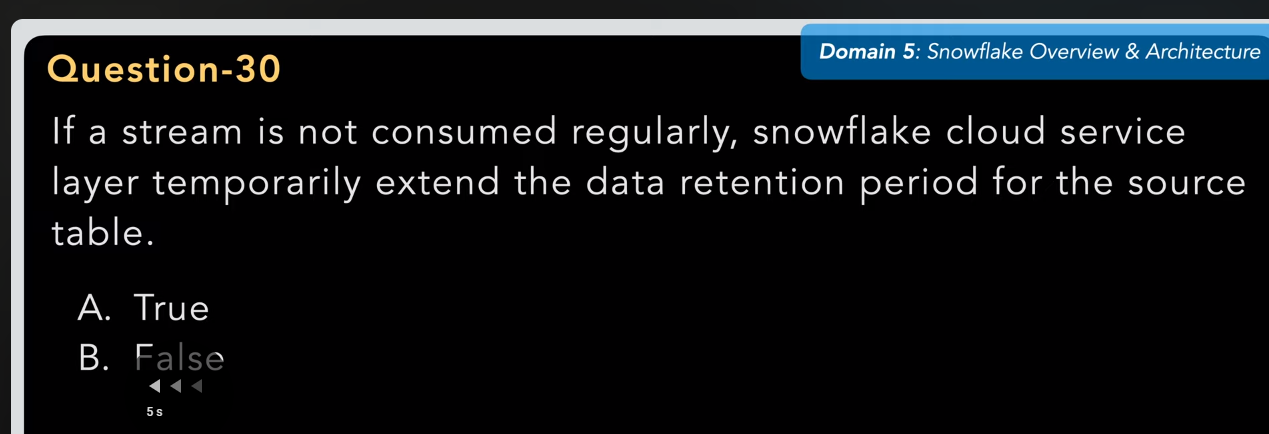 Domain 5: Snowflake Overview & Architecture
Question-30
If a stream is not consumed regularly, snowflake cloud service
layer temporarily extend the data retention period for the source
table.
A. True
B. False
5 s